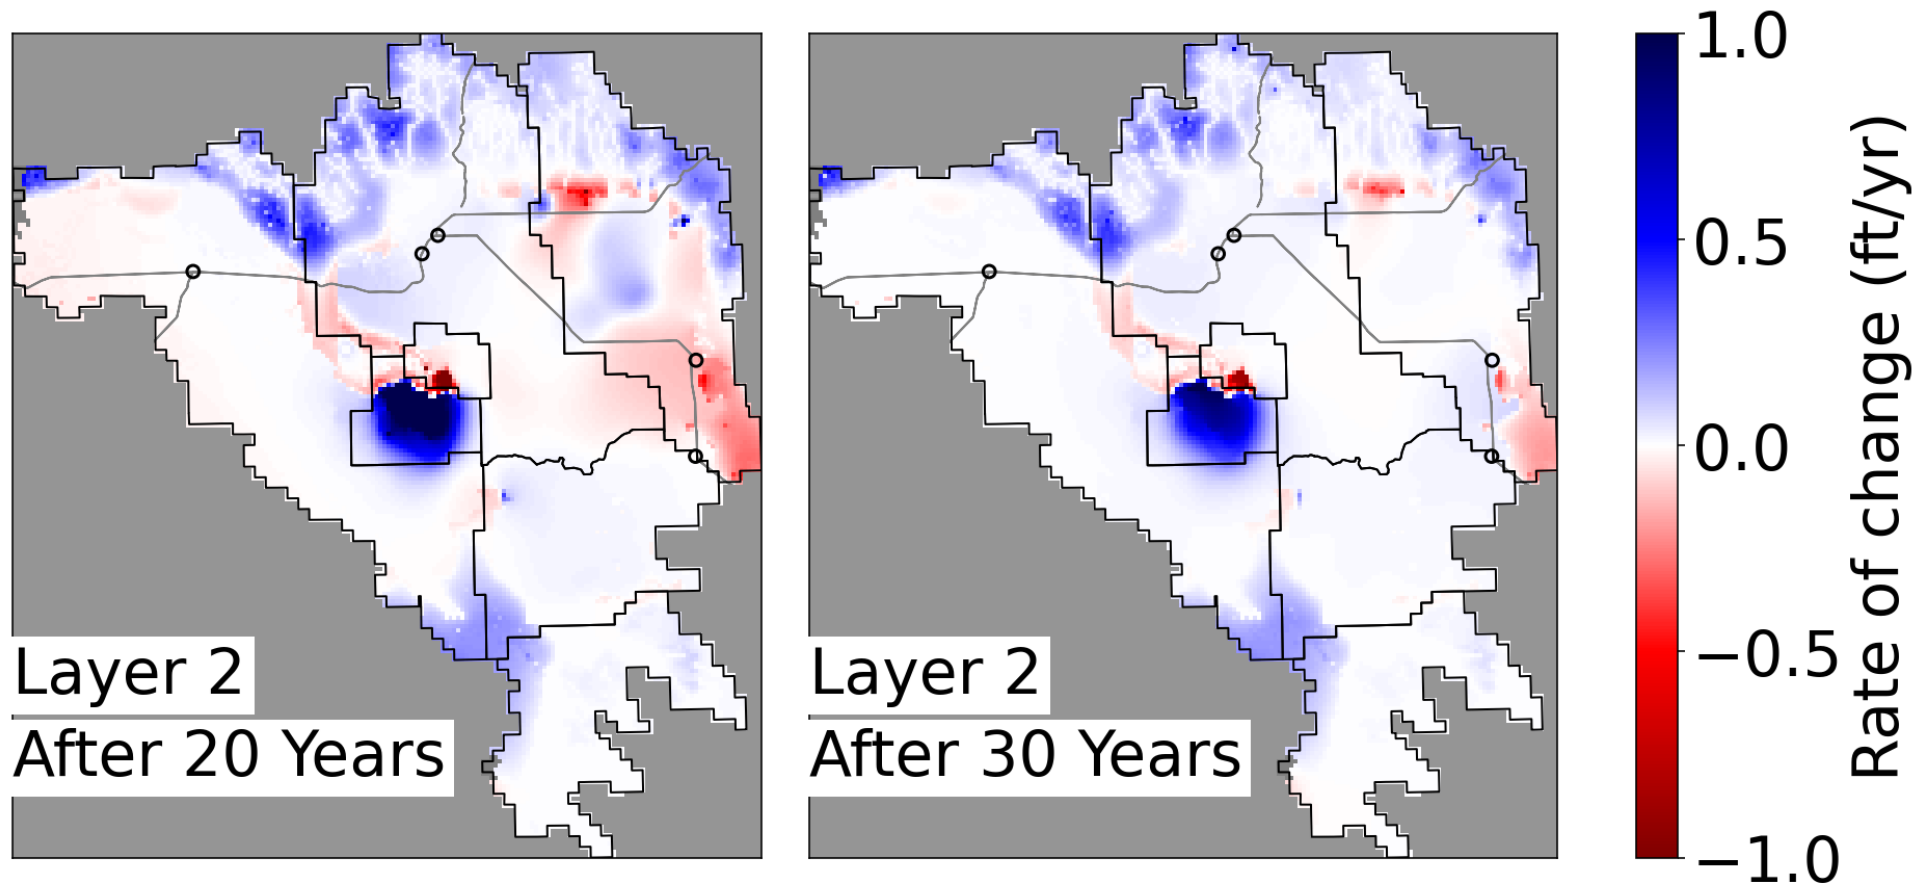 Layer 2
After 20 Years
Layer 2
After 30 Years
1.0
0.5
0.0
−0.5
−1.0
Rate of change (ft/yr)